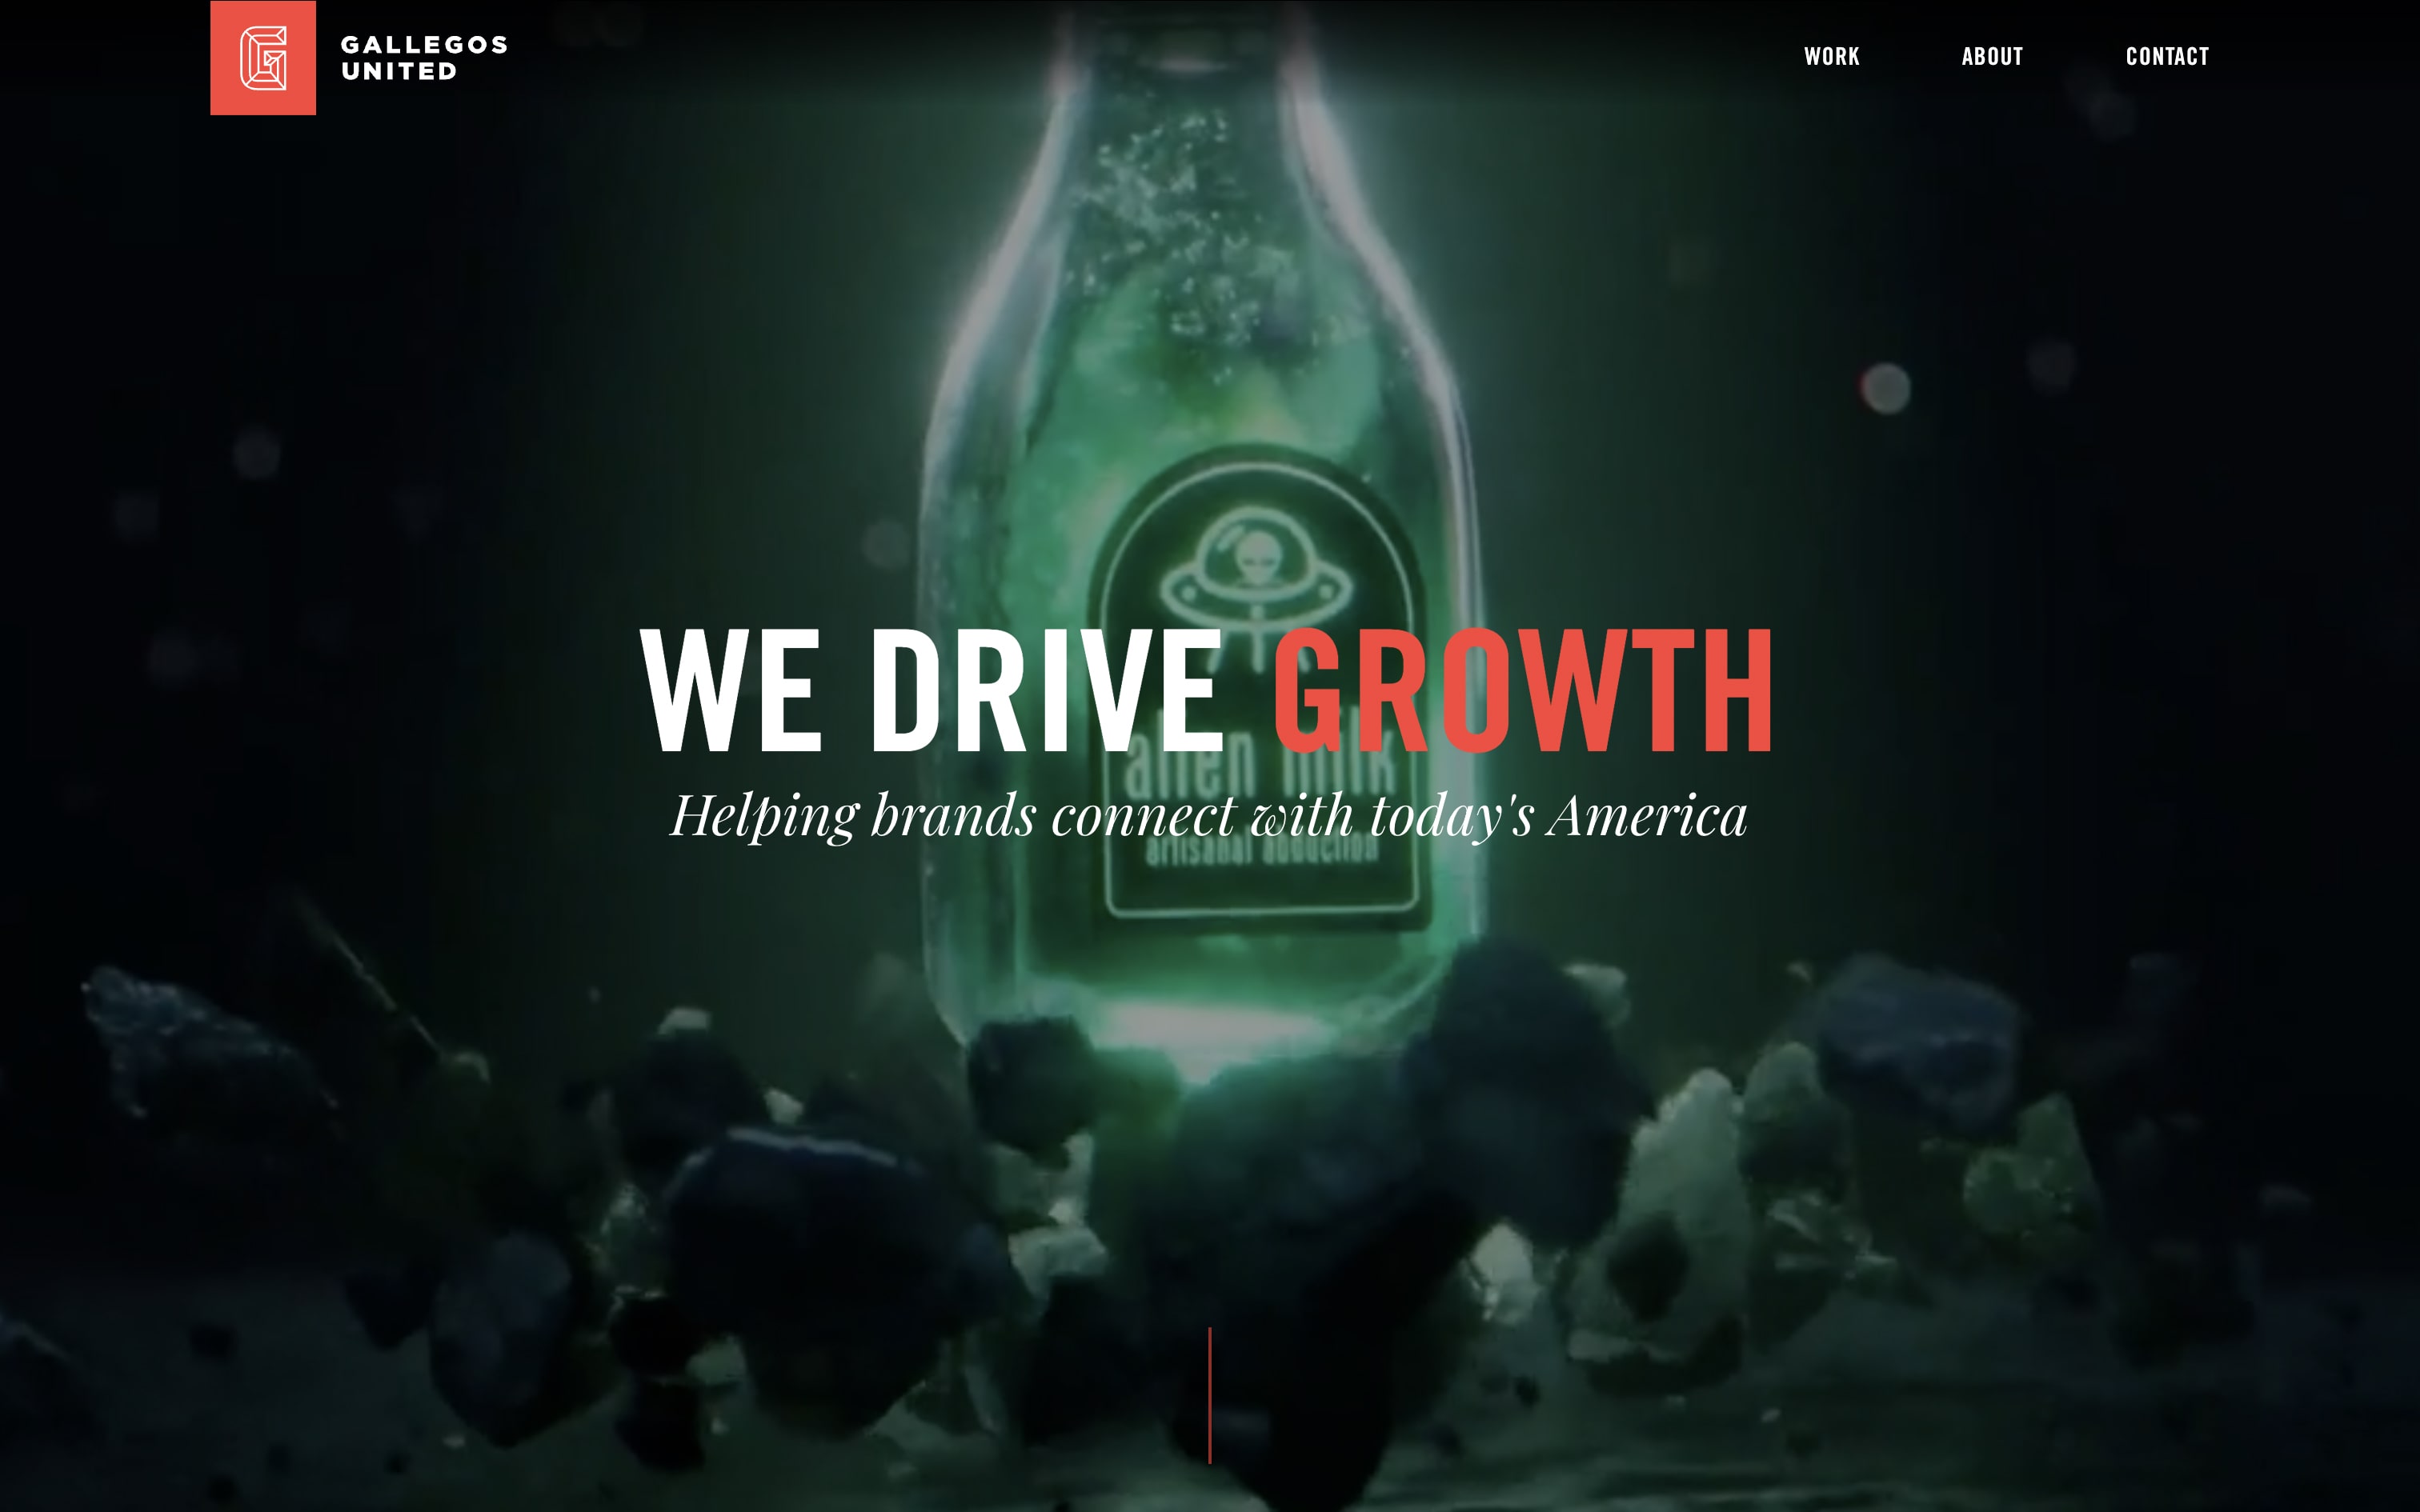 GALLEGOS
UNITED
WORK
ABOUT
CONTACT
WE DRIVE GROWTH
alien milk
Helping brands connect with today's America
artisanal abduction